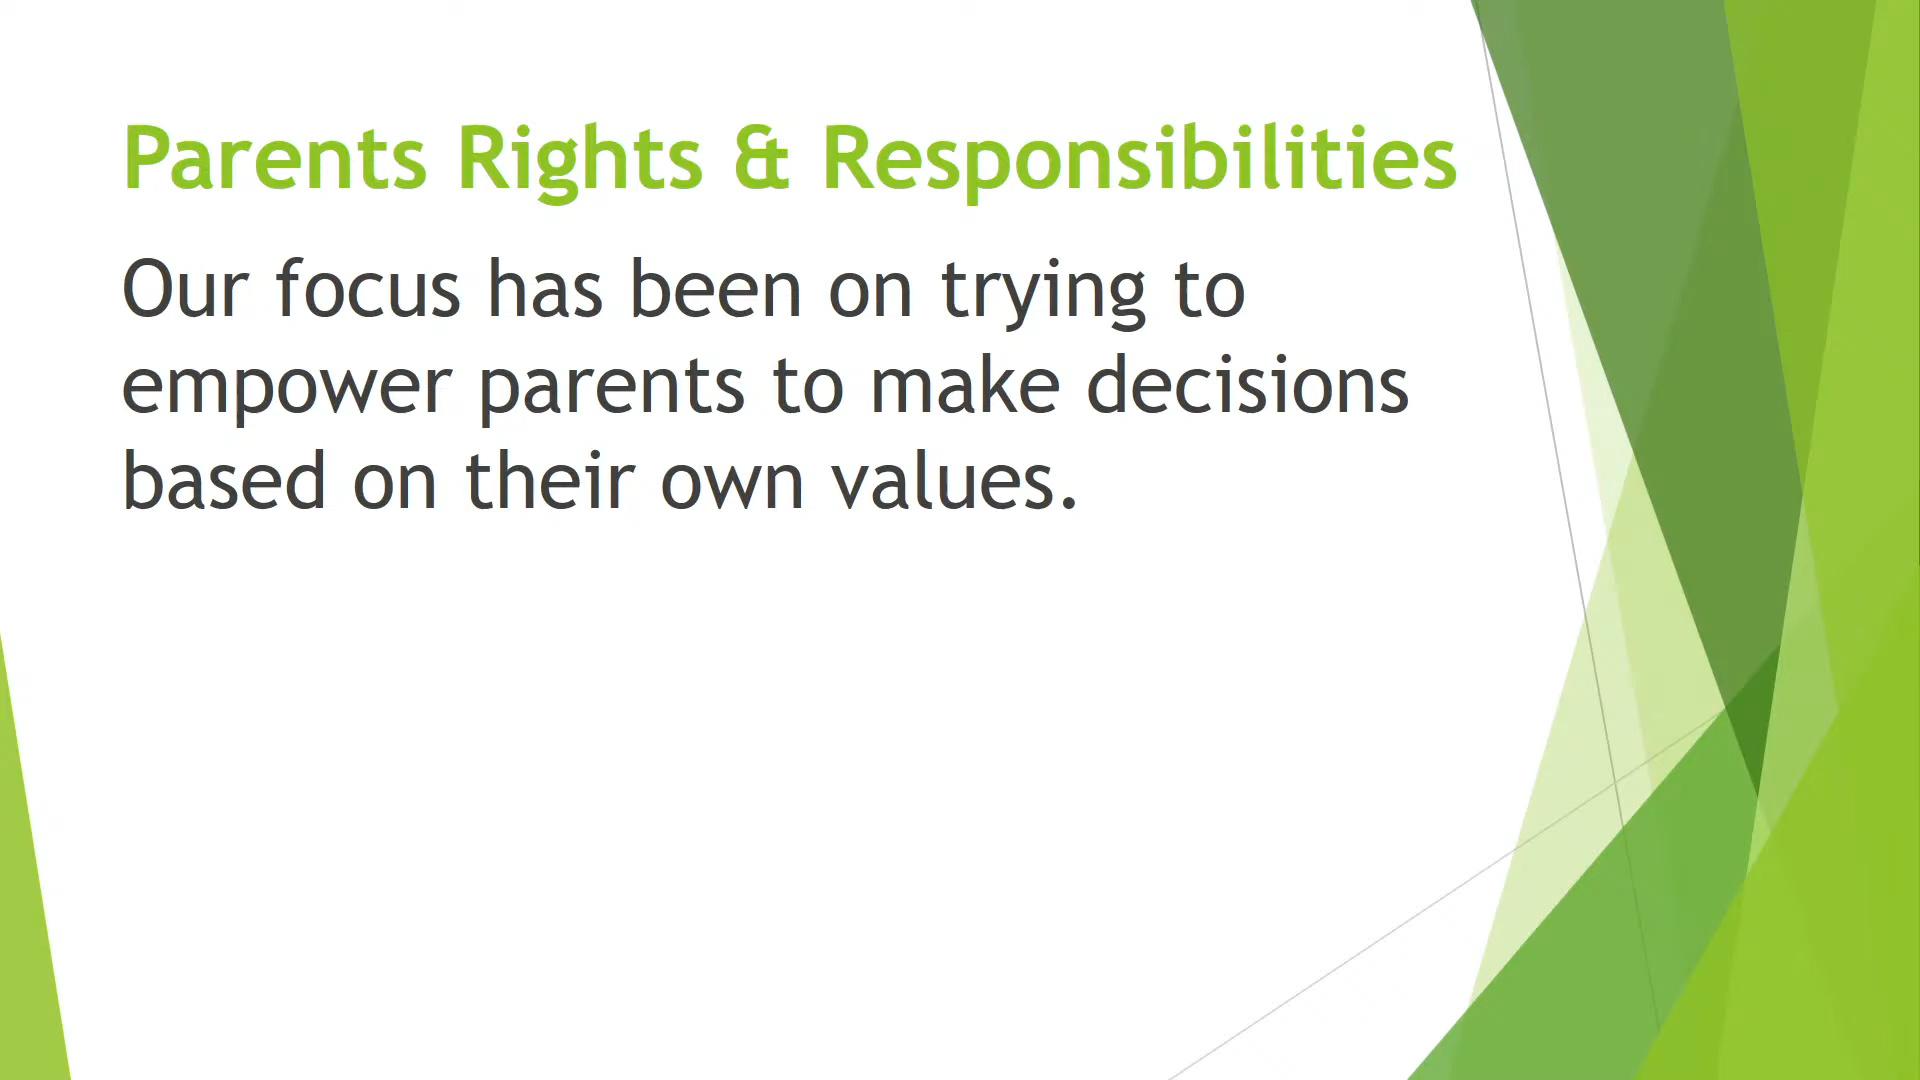 Parents Rights & Responsibilities
Our focus has been on trying to
empower parents to make decisions
based on their own values.